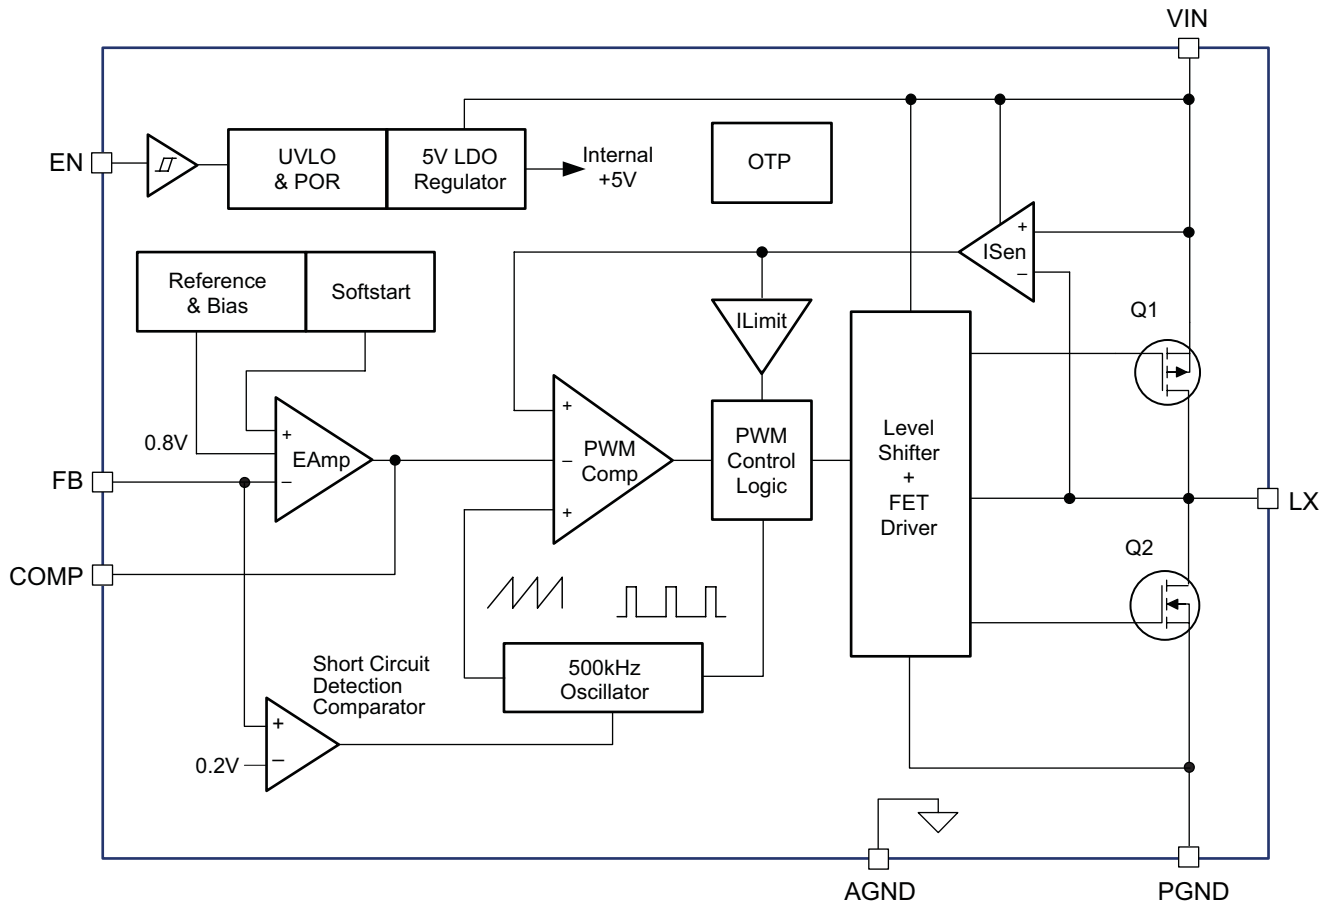 VIN
EN
UVLO
& POR
5V LDO
Regulator
Internal
+5V
OTP
Reference
& Bias
Softstart
+
ISen
−
ILimit
Q1
0.8V
+
EAmp
−
+
−
PWM
Comp
+
PWM
Control
Logic
Level
Shifter
+
FET
Driver
FB
COMP
LX
Q2
500kHz
Oscillator
Short Circuit
Detection
Comparator
+
−
0.2V
AGND
PGND